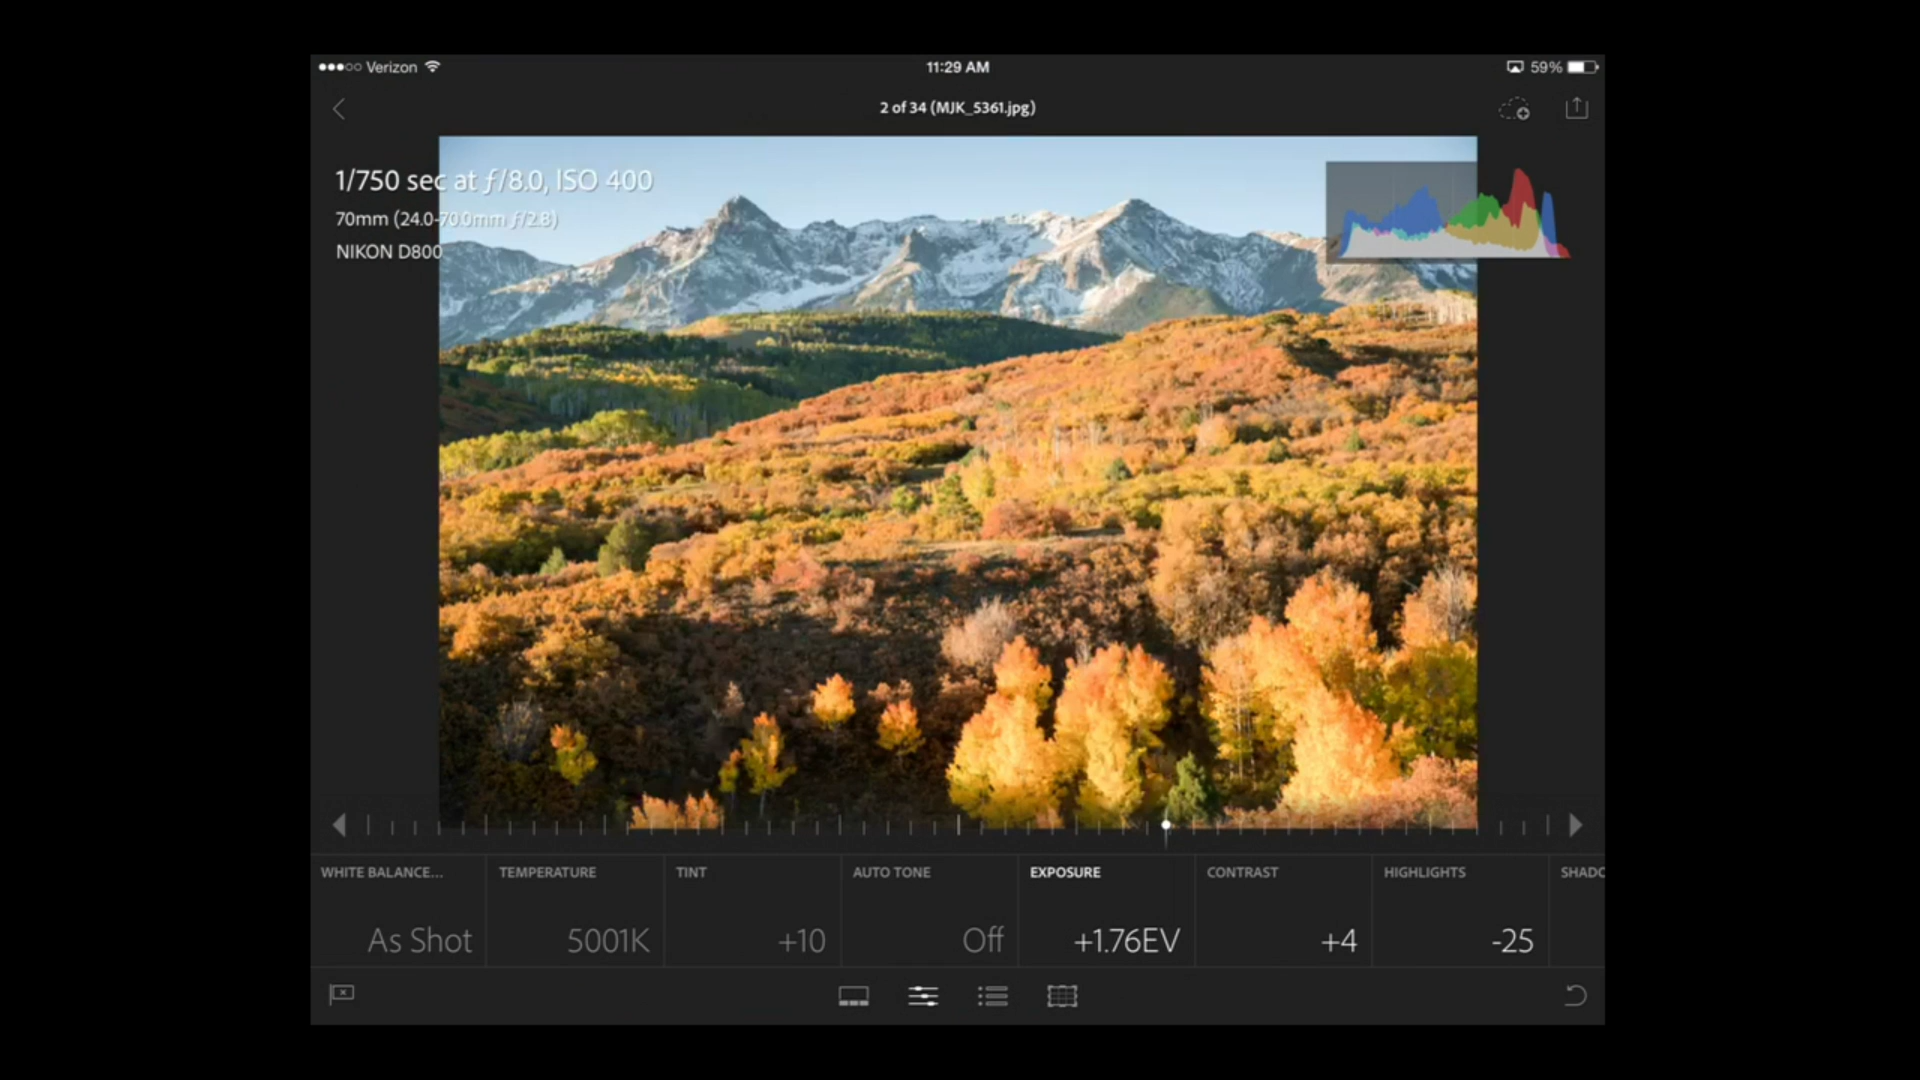 Verizon
11:29 AM
59%
2 of 34 (MJK_5361.jpg)
1/750 sec at ƒ/8.0, ISO 400
70mm (24.0-70.0mm ƒ/2.8)
NIKON D800
WHITE BALANCE...
TEMPERATURE
TINT
AUTO TONE
EXPOSURE
CONTRAST
HIGHLIGHTS
SHADO
As Shot
5001K
+10
Off
+1.76EV
+4
-25